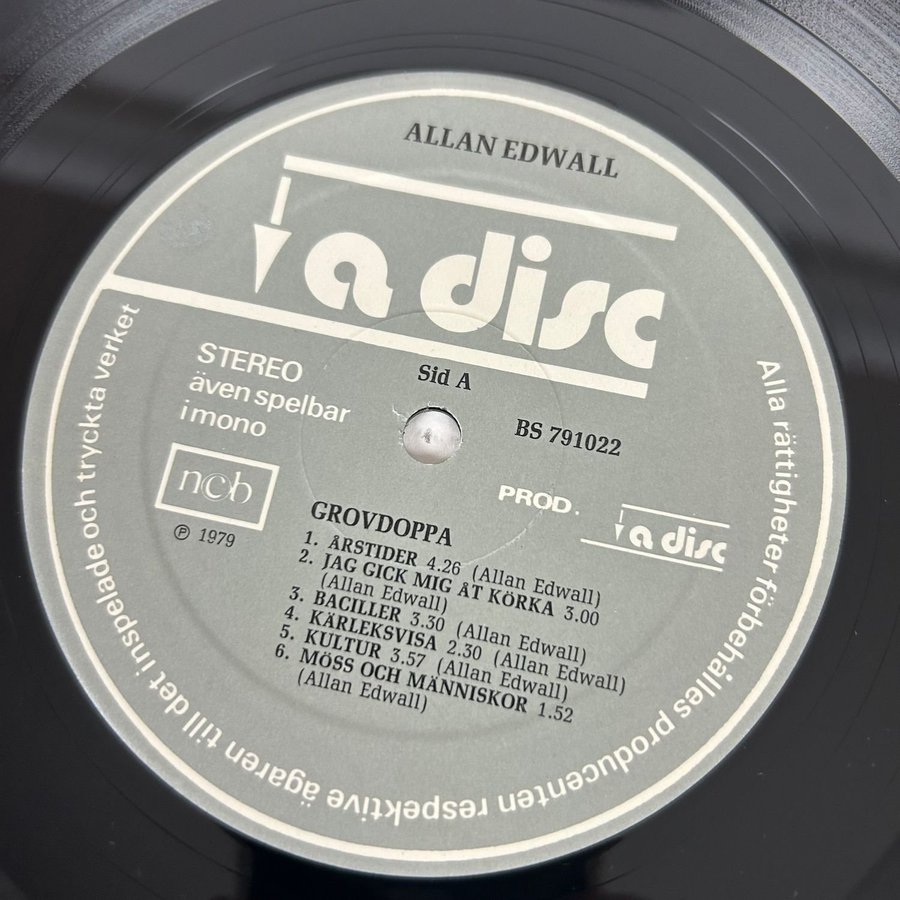 ALLAN EDWALL
a disc
STEREO
även spelbar
i mono
Sid A
BS 791022
ncb
℗ 1979
PROD. a disc
GROVDOPPA
1. ÅRSTIDER 4.26 (Allan Edwall)
2. JAG GICK MIG ÅT KÖRKA 3.00
(Allan Edwall)
3. BACILLER 3.30 (Allan Edwall)
4. KÄRLEKSVISA 2.30 (Allan Edwall)
5. KULTUR 3.57 (Allan Edwall)
6. MÖSS OCH MÄNNISKOR 1.52
(Allan Edwall)
Alla rättigheter förbehålles producenten respektive ägaren till det inspelade och tryckta verket